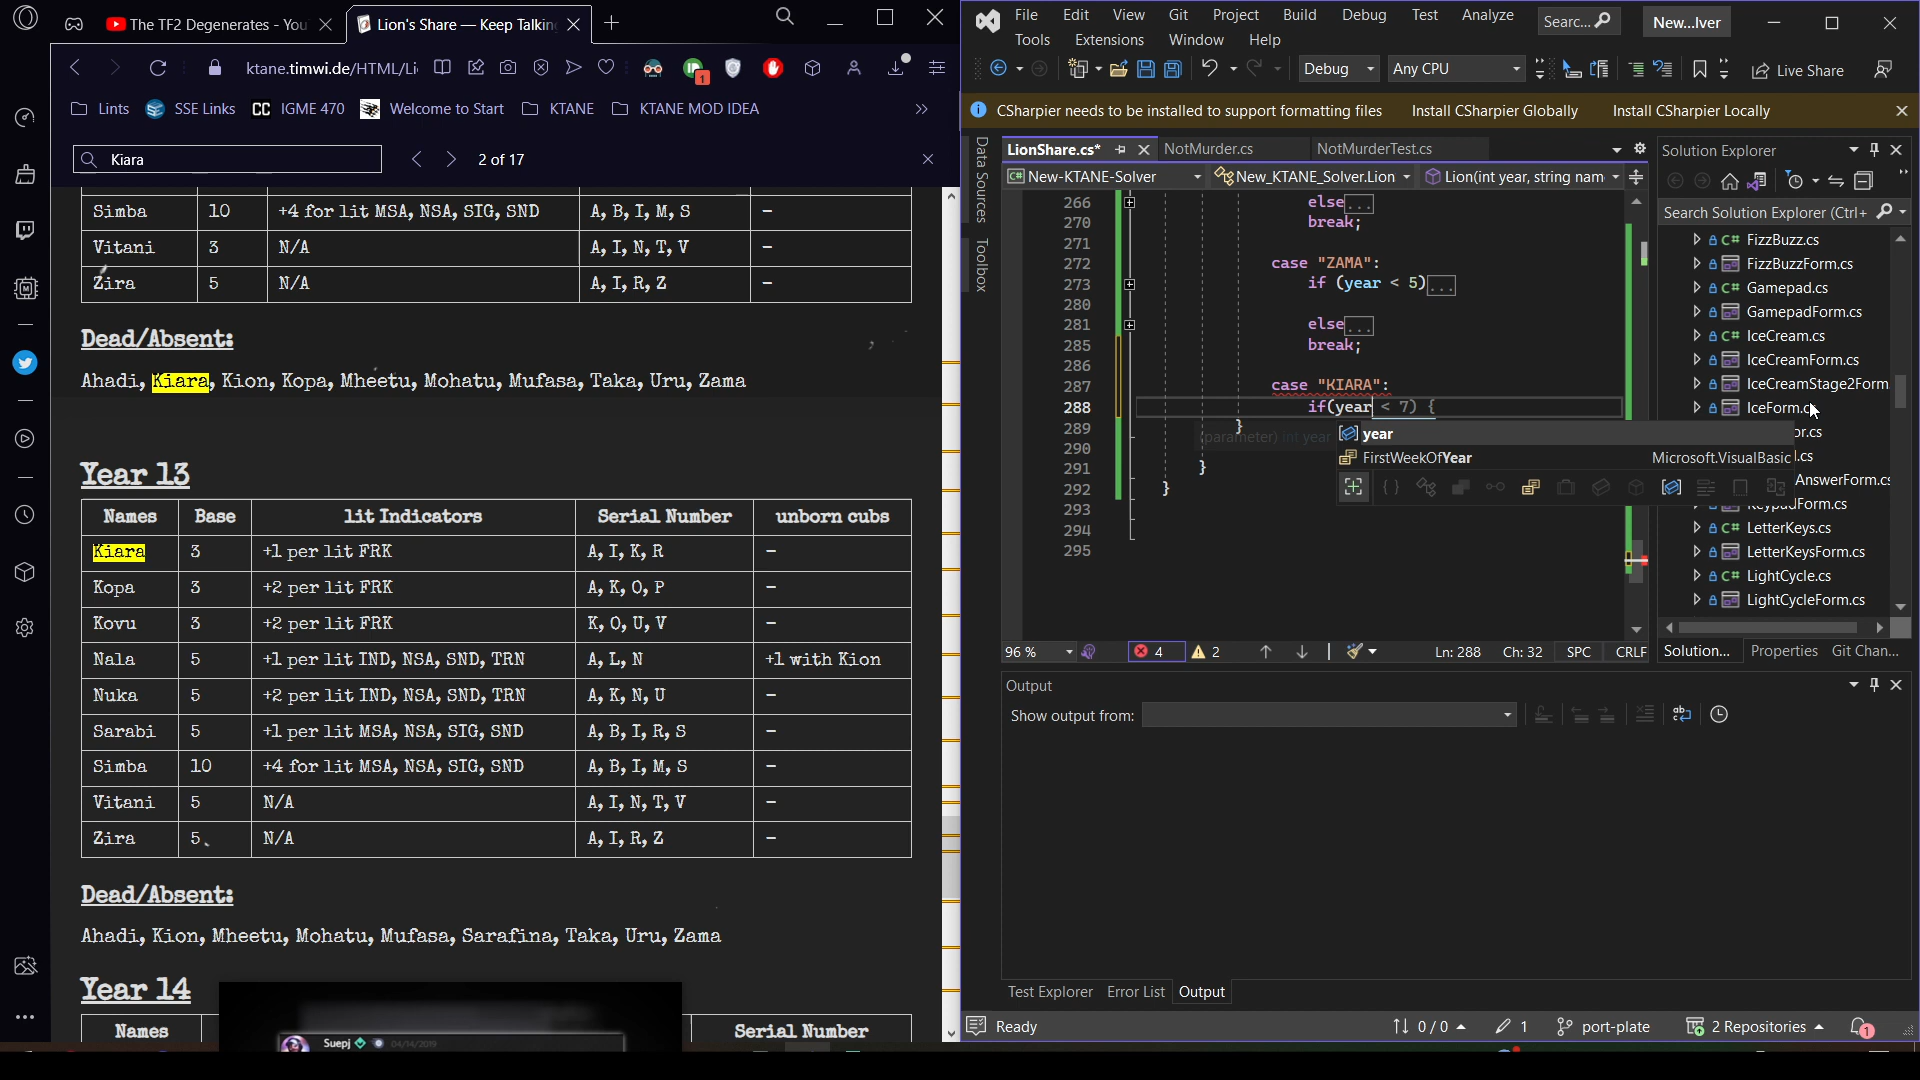 The TF2 Degenerates - You
Lion's Share — Keep Talkin
ktane.timwi.de/HTML/Li
1
Lints
SSE Links
CC IGME 470
Welcome to Start
KTANE
KTANE MOD IDEA
Kiara
2 of 17
Simba 10 +4 for lit MSA, NSA, SIG, SND A, B, I, M, S -
Vitani 3 N/A A, I, N, T, V -
Zira 5 N/A A, I, R, Z -
Dead/Absent:
Ahadi, Kiara, Kion, Kopa, Mheetu, Mohatu, Mufasa, Taka, Uru, Zama
Year 13
Names Base lit Indicators Serial Number unborn cubs
Kiara 3 +1 per lit FRK A, I, K, R -
Kopa 3 +2 per lit FRK A, K, O, P -
Kovu 3 +2 per lit FRK K, O, U, V -
Nala 5 +1 per lit IND, NSA, SND, TRN A, L, N +1 with Kion
Nuka 5 +2 per lit IND, NSA, SND, TRN A, K, N, U -
Sarabi 5 +1 per lit MSA, NSA, SIG, SND A, B, I, R, S -
Simba 10 +4 for lit MSA, NSA, SIG, SND A, B, I, M, S -
Vitani 5 N/A A, I, N, T, V -
Zira 5 N/A A, I, R, Z -
Dead/Absent:
Ahadi, Kion, Mheetu, Mohatu, Mufasa, Sarafina, Taka, Uru, Zama
Year 14
Names Serial Number
Suepj 04/14/2019
File Edit View Git Project Build Debug Test Analyze
Tools Extensions Window Help
Searc...
New...lver
Debug
Any CPU
Live Share
CSharpier needs to be installed to support formatting files Install CSharpier Globally Install CSharpier Locally
Data Sources
Toolbox
LionShare.cs*
NotMurder.cs
NotMurderTest.cs
New-KTANE-Solver
New_KTANE_Solver.Lion
Lion(int year, string nam
266 else...
270 break;
271
272 case "ZAMA":
273 if (year < 5)...
280
281 else...
285 break;
286
287 case "KIARA":
288 if(year < 7) {
289 }
290
291 }
292 }
293
294
295
(parameter) int year
year
FirstWeekOfYear Microsoft.VisualBasic
96 %
4
2
Ln: 288 Ch: 32 SPC CRLF
Solution Explorer
Search Solution Explorer (Ctrl+
C# FizzBuzz.cs
FizzBuzzForm.cs
C# Gamepad.cs
GamepadForm.cs
C# IceCream.cs
IceCreamForm.cs
IceCreamStage2Form
IceForm.cs
or.cs
l.cs
AnswerForm.cs
KeypadForm.cs
C# LetterKeys.cs
LetterKeysForm.cs
C# LightCycle.cs
LightCycleForm.cs
Solution... Properties Git Chan...
Output
Show output from:
Test Explorer Error List Output
Ready
0 / 0
1
port-plate
2 Repositories
1